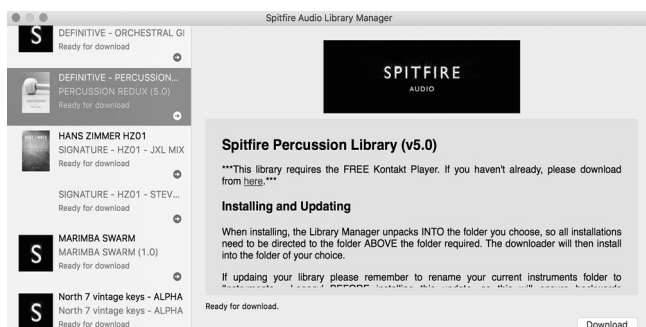 Spitfire Audio Library Manager
S
DEFINITIVE - ORCHESTRAL GI
Ready for download
DEFINITIVE - PERCUSSION...
PERCUSSION REDUX (5.0)
Ready for download
HANS ZIMMER HZ01
SIGNATURE - HZ01 - JXL MIX
Ready for download
SIGNATURE - HZ01 - STEV...
Ready for download
S
MARIMBA SWARM
MARIMBA SWARM (1.0)
Ready for download
S
North 7 vintage keys - ALPHA
North 7 vintage keys - ALPHA
Ready for download
SPITFIRE
AUDIO
Spitfire Percussion Library (v5.0)
***This library requires the FREE Kontakt Player. If you haven't already, please download
from here.***
Installing and Updating
When installing, the Library Manager unpacks INTO the folder you choose, so all installations
need to be directed to the folder ABOVE the folder required. The downloader will then install
into the folder of your choice.
If updaing your library please remember to rename your current instruments folder to
Ready for download.
Download